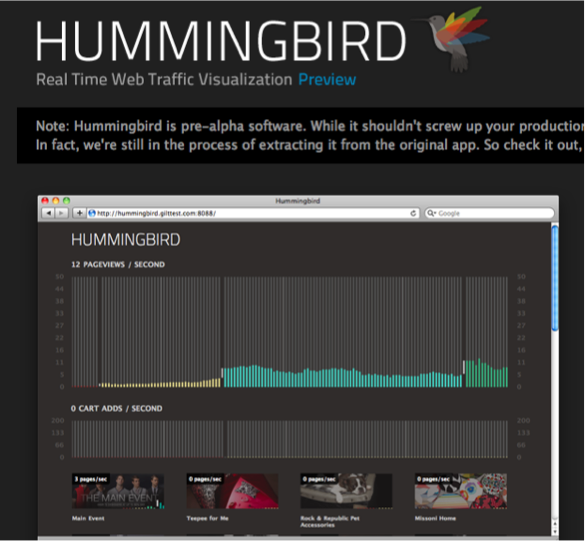 HUMMINGBIRD
Real Time Web Traffic Visualization Preview
Note: Hummingbird is pre-alpha software. While it shouldn't screw up your production
In fact, we're still in the process of extracting it from the original app. So check it out,
Hummingbird
http://hummingbird.gilttest.com:8088/
Google
HUMMINGBIRD
12 PAGEVIEWS / SECOND
50 50
44 44
38 38
33 33
27 27
22 22
16 16
11 11
5 5
0 0
0 CART ADDS / SECOND
200 200
133 133
66 66
0 0
3 pages/sec 0 pages/sec 0 pages/sec 0 pages/sec
THE MAIN EVENT
Main Event Teepee for Me Rock & Republic Pet Missoni Home
Accessories